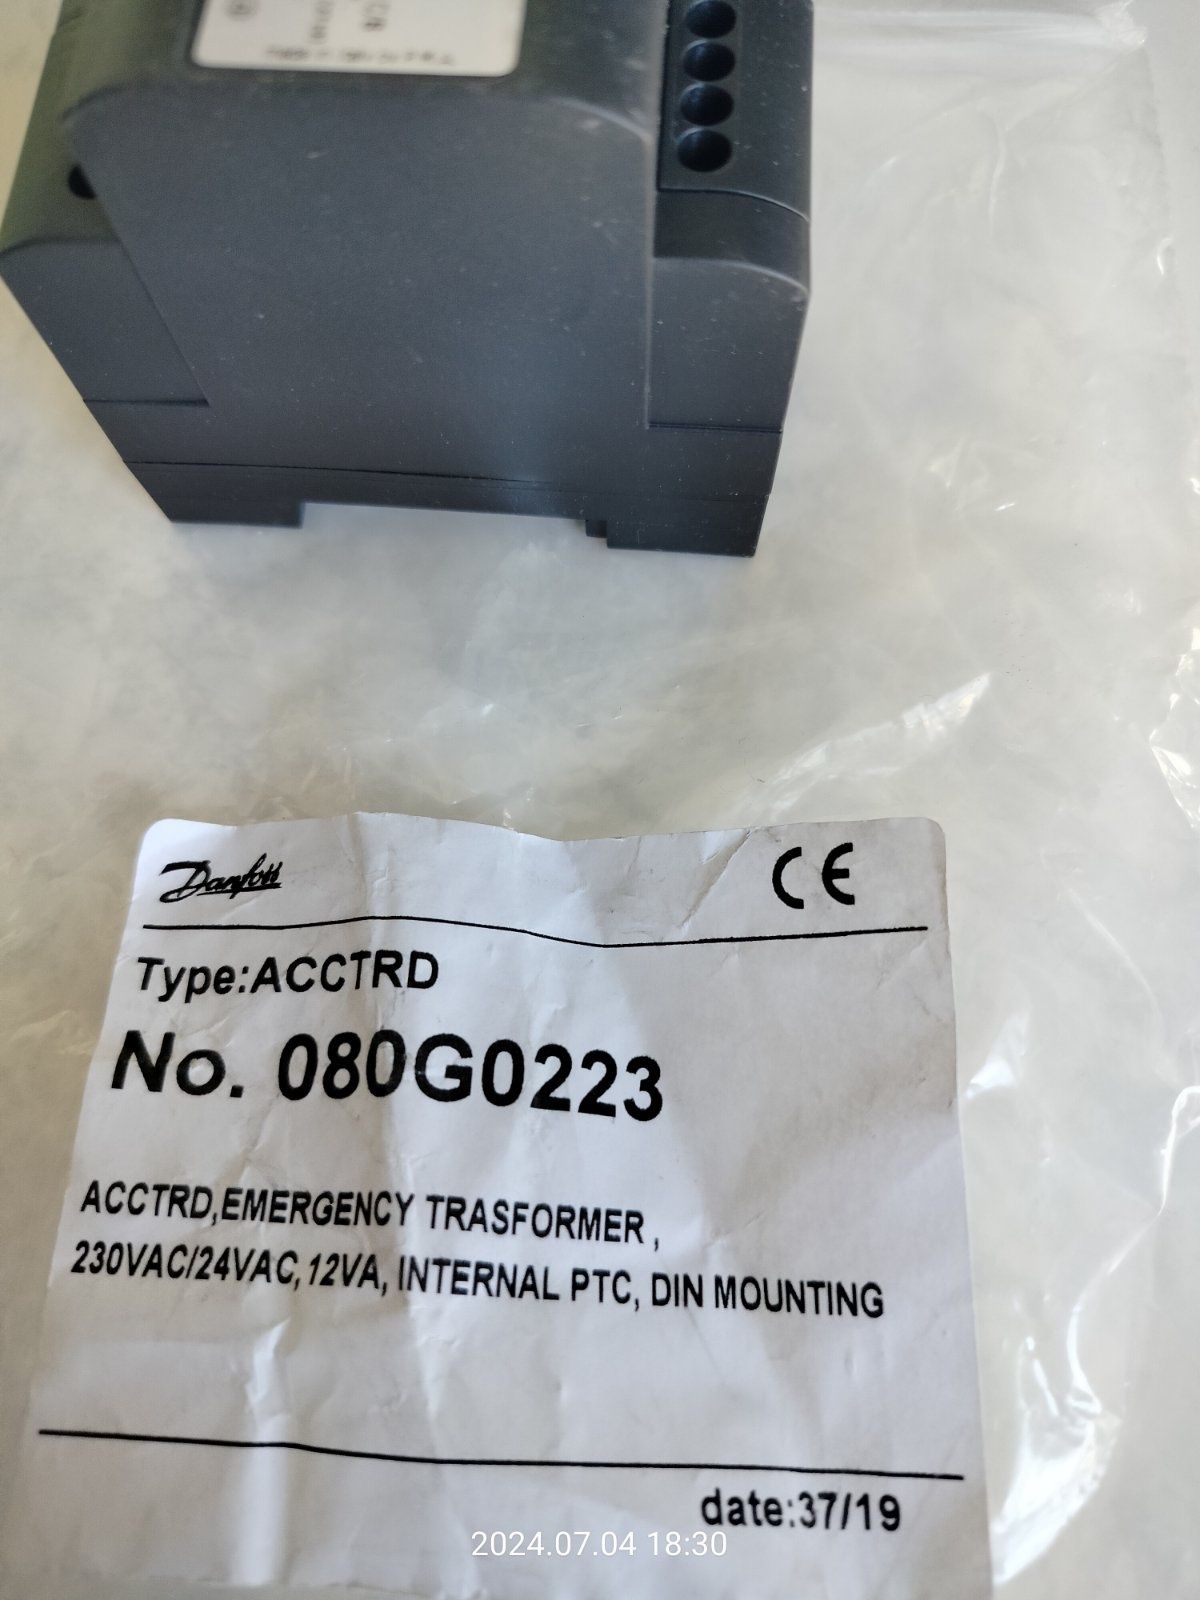 Danfoss
CE
Type:ACCTRD
No. 080G0223
ACCTRD,EMERGENCY TRASFORMER ,
230VAC/24VAC,12VA, INTERNAL PTC, DIN MOUNTING
date:37/19
2024.07.04 18:30